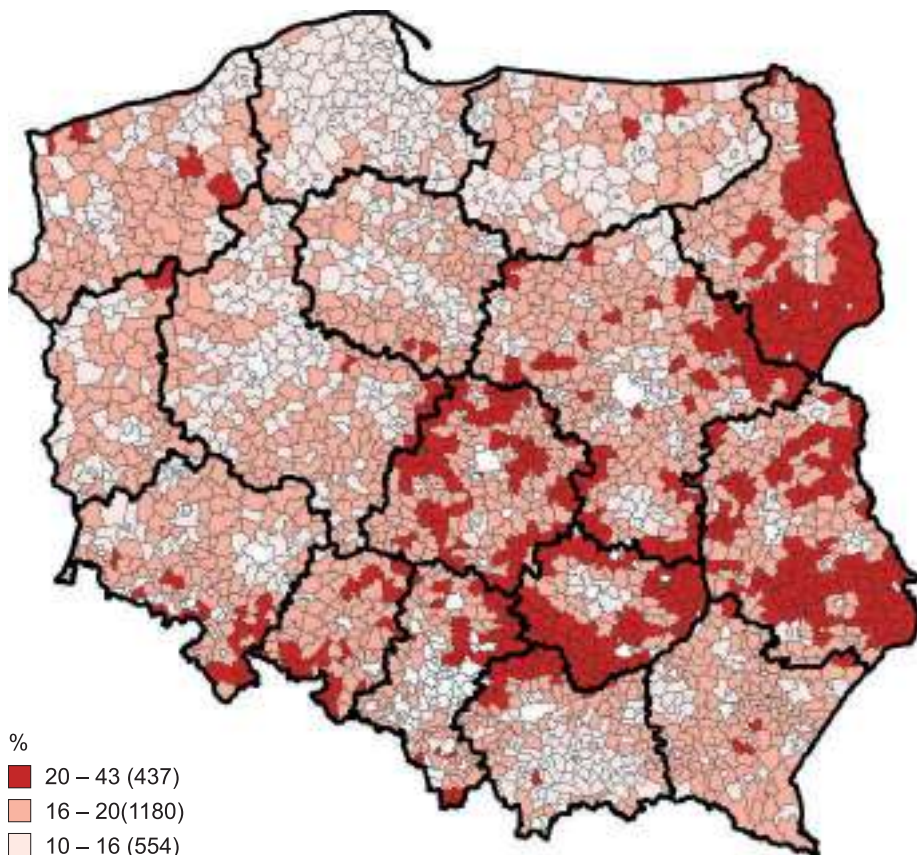 %
20 – 43 (437)
16 – 20(1180)
10 – 16 (554)